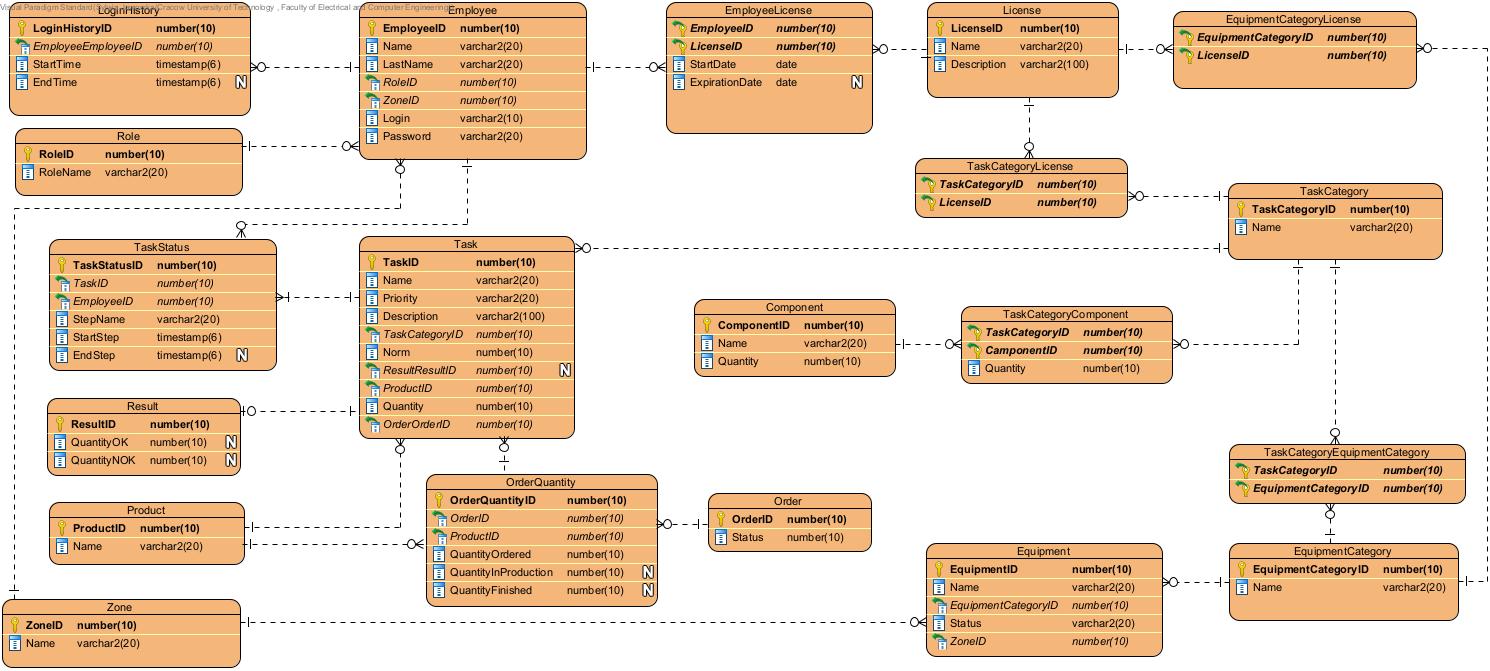 Visual Paradigm Standard(
Cracow University of Technology , Faculty of Electrical and Computer Engineering)
LoginHistory
LoginHistoryID number(10)
EmployeeEmployeeID number(10)
StartTime timestamp(6)
EndTime timestamp(6) N
Employee
EmployeeID number(10)
Name varchar2(20)
LastName varchar2(20)
RoleID number(10)
ZoneID number(10)
Login varchar2(10)
Password varchar2(20)
EmployeeLicense
EmployeeID number(10)
LicenseID number(10)
StartDate date
ExpirationDate date N
License
LicenseID number(10)
Name varchar2(20)
Description varchar2(100)
EquipmentCategoryLicense
EquipmentCategoryID number(10)
LicenseID number(10)
Role
RoleID number(10)
RoleName varchar2(20)
TaskCategoryLicense
TaskCategoryID number(10)
LicenseID number(10)
TaskCategory
TaskCategoryID number(10)
Name varchar2(20)
TaskStatus
TaskStatusID number(10)
TaskID number(10)
EmployeeID number(10)
StepName varchar2(20)
StartStep timestamp(6)
EndStep timestamp(6) N
Task
TaskID number(10)
Name varchar2(20)
Priority varchar2(20)
Description varchar2(100)
TaskCategoryID number(10)
Norm number(10)
ResultResultID number(10) N
ProductID number(10)
Quantity number(10)
OrderOrderID number(10)
Component
ComponentID number(10)
Name varchar2(20)
Quantity number(10)
TaskCategoryComponent
TaskCategoryID number(10)
CamponentID number(10)
Quantity number(10)
Result
ResultID number(10)
QuantityOK number(10) N
QuantityNOK number(10) N
TaskCategoryEquipmentCategory
TaskCategoryID number(10)
EquipmentCategoryID number(10)
Product
ProductID number(10)
Name varchar2(20)
OrderQuantity
OrderQuantityID number(10)
OrderID number(10)
ProductID number(10)
QuantityOrdered number(10)
QuantityInProduction number(10) N
QuantityFinished number(10) N
Order
OrderID number(10)
Status number(10)
Equipment
EquipmentID number(10)
Name varchar2(20)
EquipmentCategoryID number(10)
Status varchar2(20)
ZoneID number(10)
EquipmentCategory
EquipmentCategoryID number(10)
Name varchar2(20)
Zone
ZoneID number(10)
Name varchar2(20)